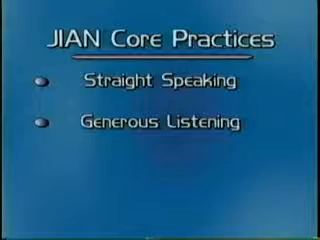 JIAN Core Practices
Straight Speaking
Generous Listening